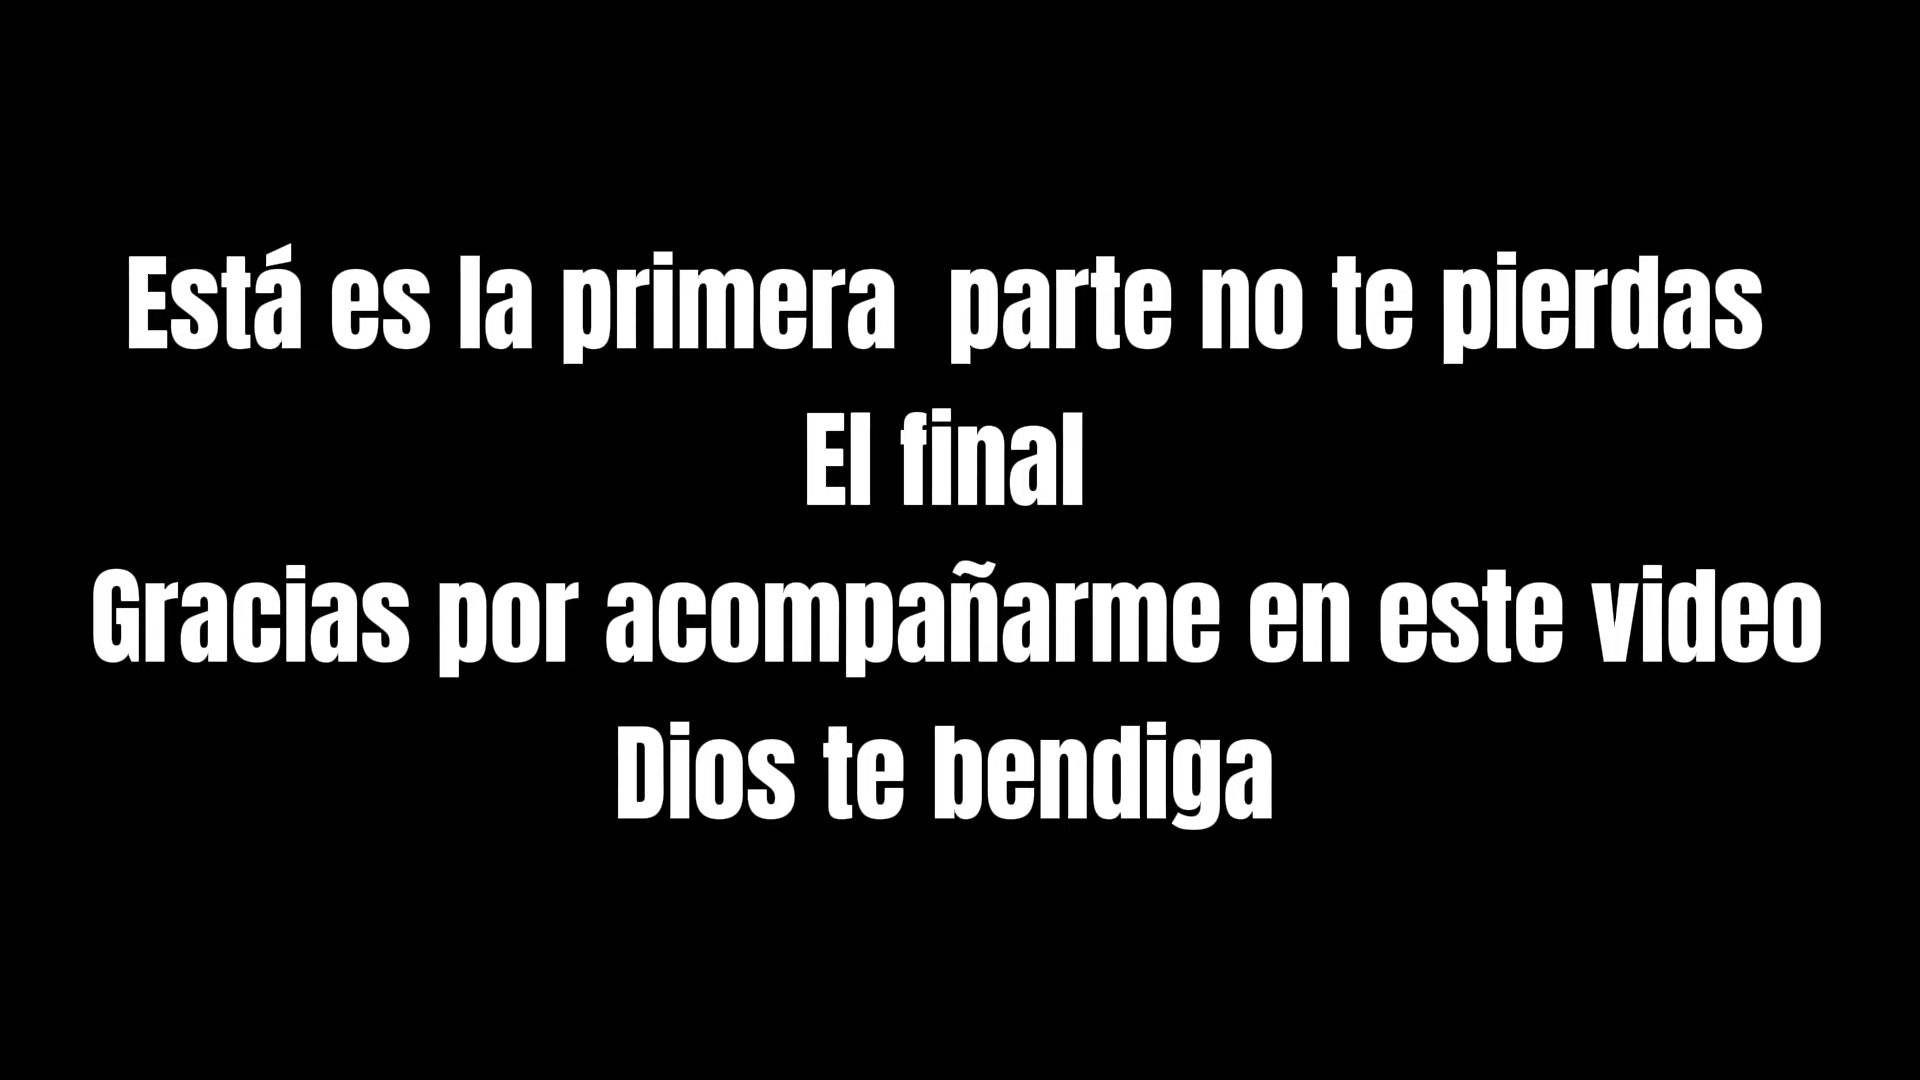 Está es la primera  parte no te pierdas
El final
Gracias por acompañarme en este video
Dios te bendiga